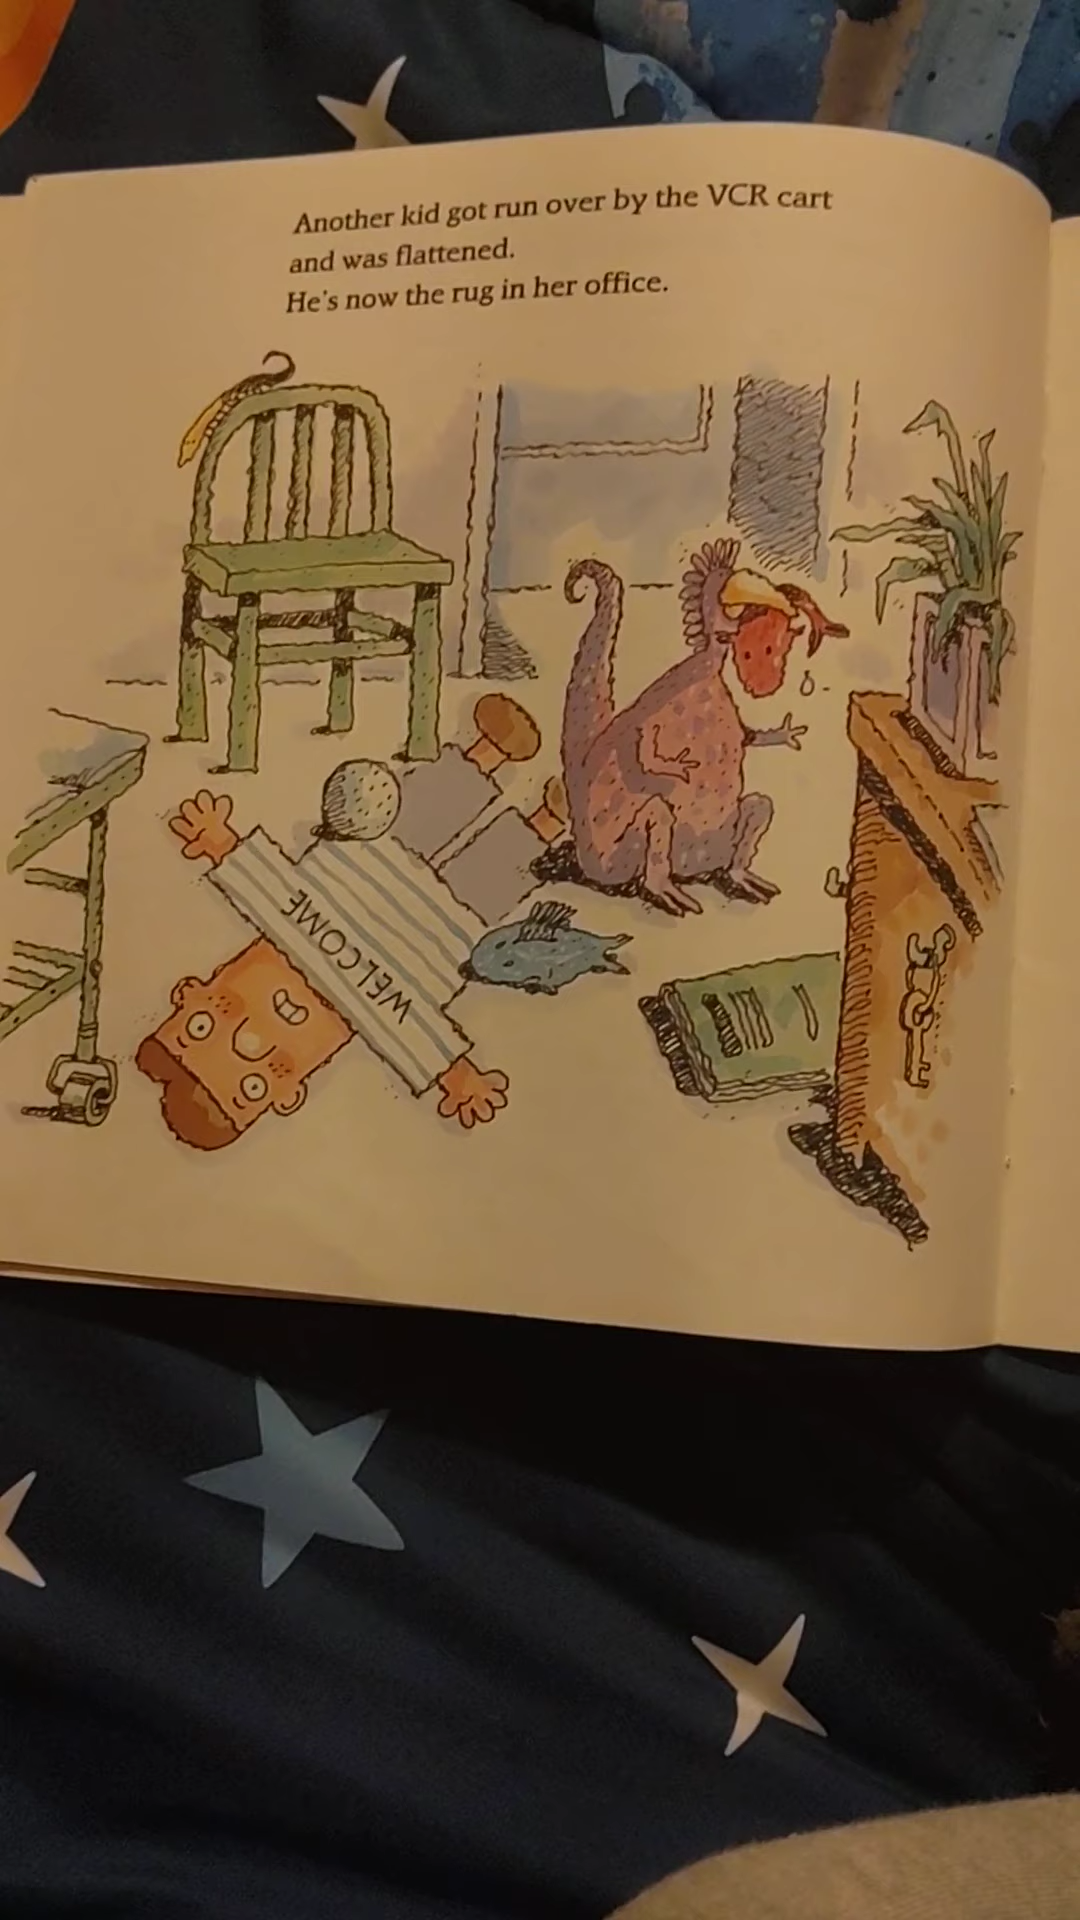 Another kid got run over by the VCR cart
and was flattened.
He's now the rug in her office.
WELCOME